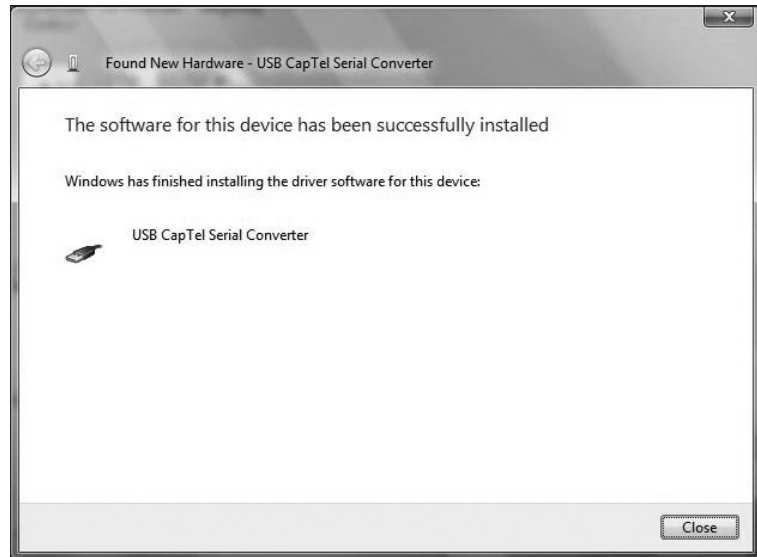 Found New Hardware - USB CapTel Serial Converter
The software for this device has been successfully installed
Windows has finished installing the driver software for this device:
USB CapTel Serial Converter
Close